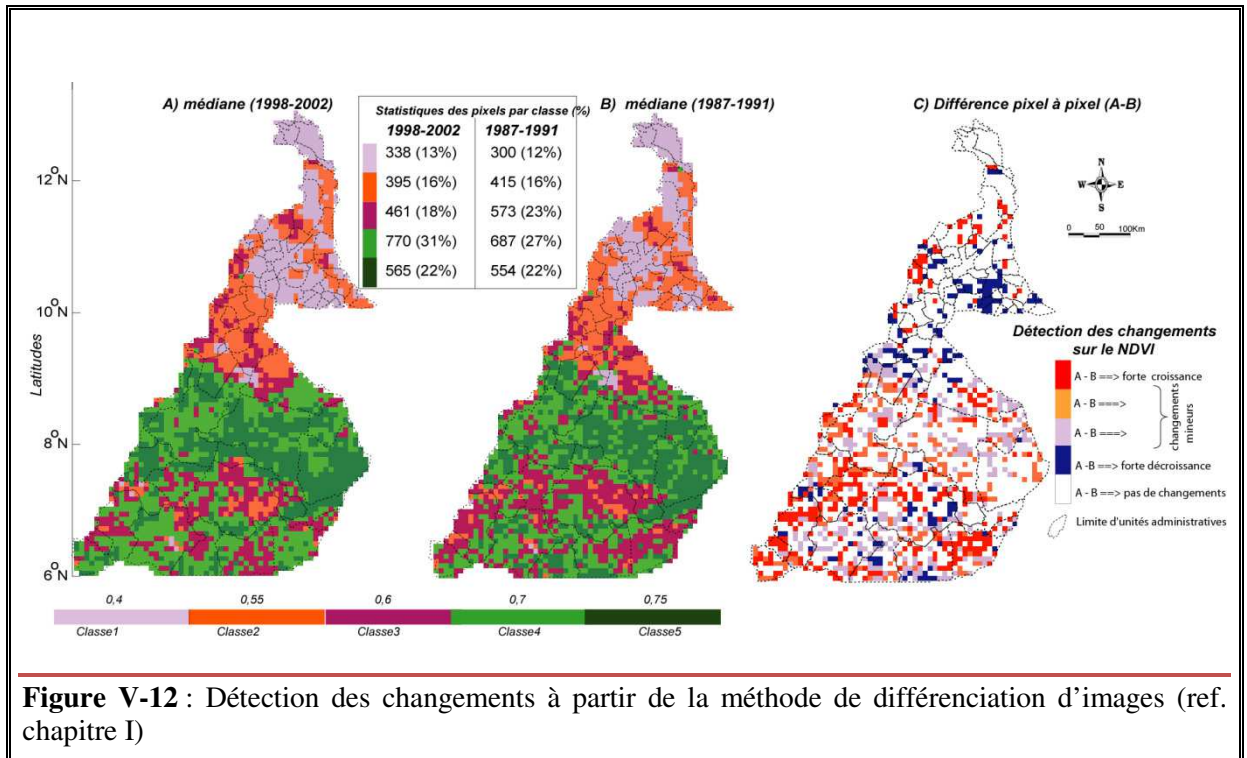 A) médiane (1998-2002)
Statistiques des pixels par classe (%)
1998-2002 1987-1991
338 (13%) 300 (12%)
395 (16%) 415 (16%)
461 (18%) 573 (23%)
770 (31%) 687 (27%)
565 (22%) 554 (22%)
B) médiane (1987-1991)
C) Différence pixel à pixel (A-B)
N
W E
S
0 50 100Km
12°N
10°N
8°N
6°N
Latitudes
Détection des changements
sur le NDVI
A - B ==> forte croissance
A - B ===>
A - B ===>
changements
mineurs
A - B ==> forte décroissance
A - B ==> pas de changements
Limite d'unités administratives
0,4 0,55 0,6 0,7 0,75
Classe1 Classe2 Classe3 Classe4 Classe5
Figure V-12 : Détection des changements à partir de la méthode de différenciation d’images (ref.
chapitre I)